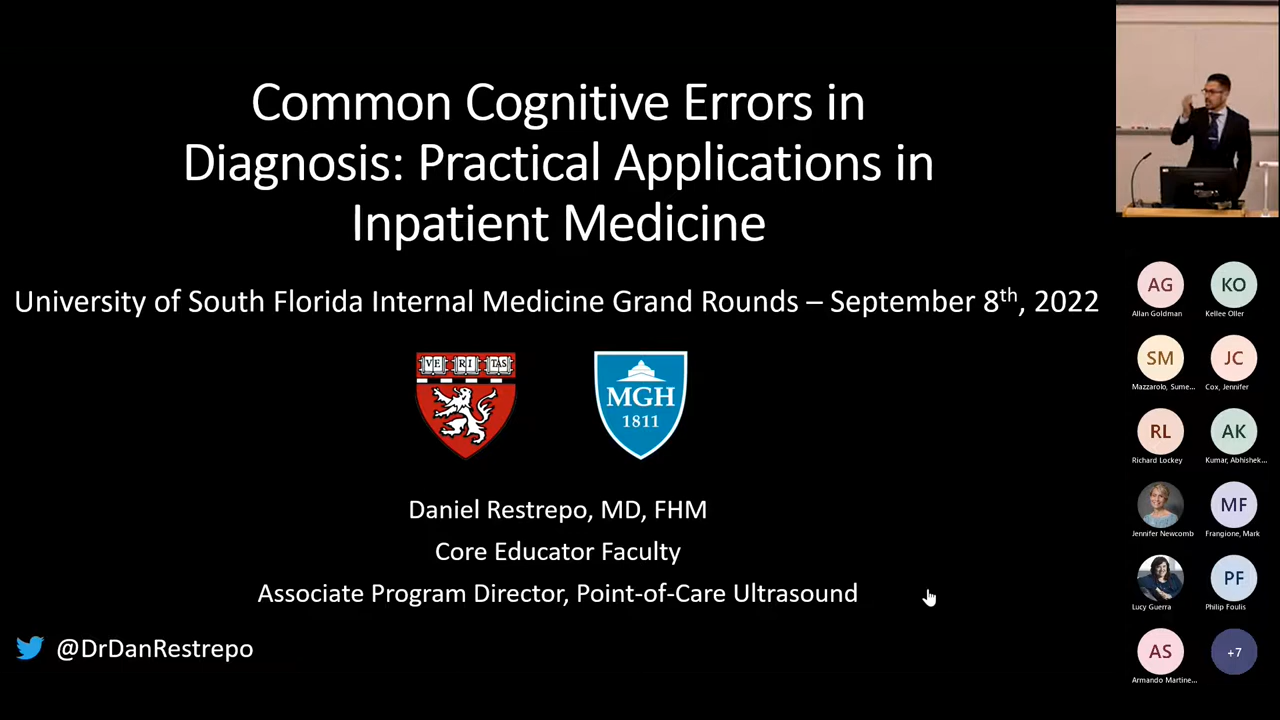 Common Cognitive Errors in
Diagnosis: Practical Applications in
Inpatient Medicine
University of South Florida Internal Medicine Grand Rounds – September 8th, 2022
VE RI TAS
MGH
1811
Daniel Restrepo, MD, FHM
Core Educator Faculty
Associate Program Director, Point-of-Care Ultrasound
@DrDanRestrepo
AG KO
Allan Goldman Kellee Oller
SM JC
Mazzarolo, Sume... Cox, Jennifer
RL AK
Richard Lockey Kumar, Abhishek...
MF
Jennifer Newcomb Frangione, Mark
PF
Lucy Guerra Philip Foulis
AS +7
Armando Martine...